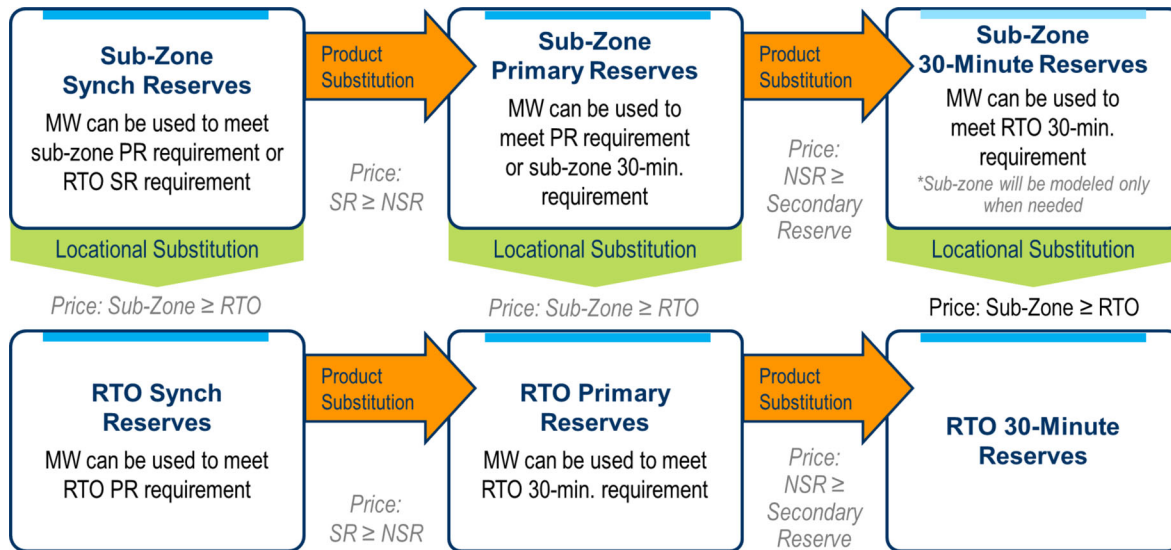 Sub-Zone
Synch Reserves
MW can be used to meet
sub-zone PR requirement or
RTO SR requirement
Product
Substitution
Price:
SR ≥ NSR
Sub-Zone
Primary Reserves
MW can be used to
meet PR requirement
or sub-zone 30-min.
requirement
Product
Substitution
Price:
NSR ≥
Secondary
Reserve
Sub-Zone
30-Minute Reserves
MW can be used to
meet RTO 30-min.
requirement
*Sub-zone will be modeled only
when needed
Locational Substitution
Locational Substitution
Locational Substitution
Price: Sub-Zone ≥ RTO
Price: Sub-Zone ≥ RTO
Price: Sub-Zone ≥ RTO
RTO Synch
Reserves
MW can be used to meet
RTO PR requirement
Product
Substitution
Price:
SR ≥ NSR
RTO Primary
Reserves
MW can be used to meet
RTO 30-min. requirement
Product
Substitution
Price:
NSR ≥
Secondary
Reserve
RTO 30-Minute
Reserves